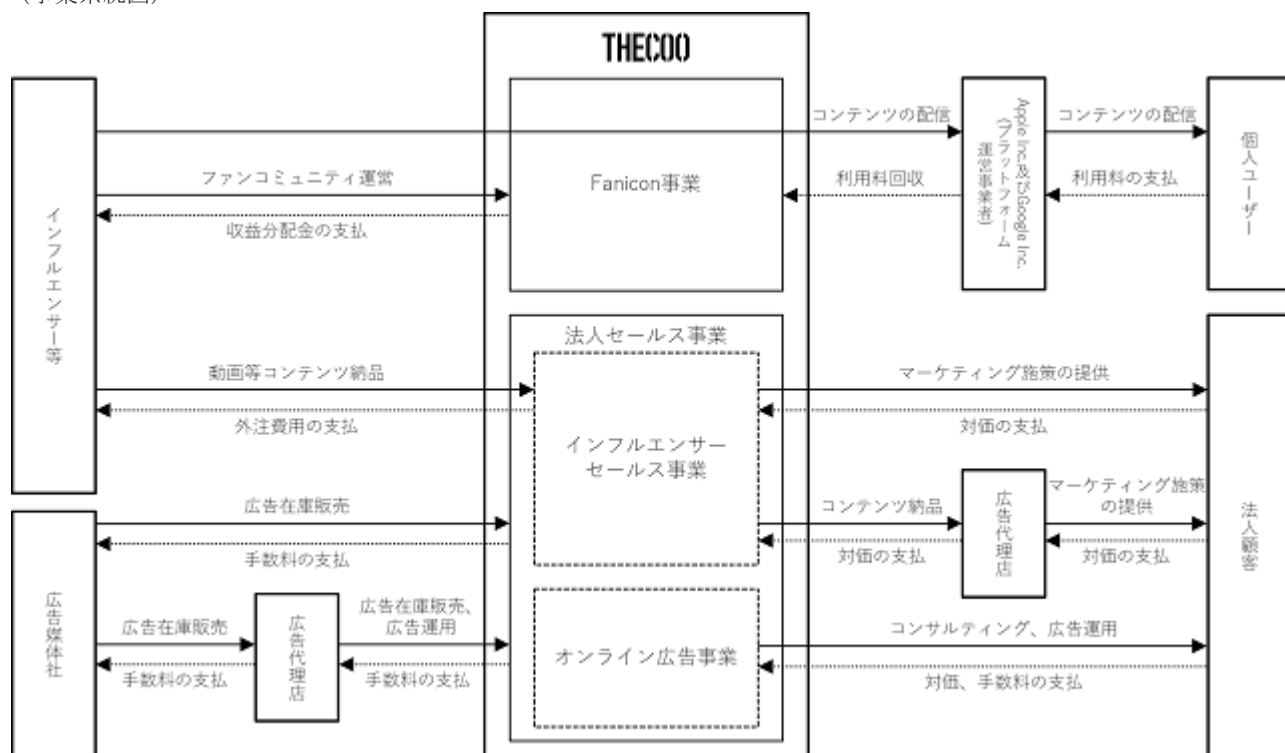 (事業系統図)
THECOO
インフルエンサー等
Fanicon事業
コンテンツの配信
ファンコミュニティ運営
利用料回収
収益分配金の支払
Apple Inc.及びGoogle Inc.
(プラットフォーム
運営事業者)
コンテンツの配信
利用料の支払
個人ユーザー
法人セールス事業
動画等コンテンツ納品
外注費用の支払
インフルエンサー
セールス事業
マーケティング施策の提供
対価の支払
広告在庫販売
手数料の支払
コンテンツ納品
対価の支払
広告代理店
マーケティング施策
の提供
対価の支払
法人顧客
広告媒体社
広告在庫販売
手数料の支払
広告代理店
広告在庫販売、
広告運用
手数料の支払
オンライン広告事業
コンサルティング、広告運用
対価、手数料の支払